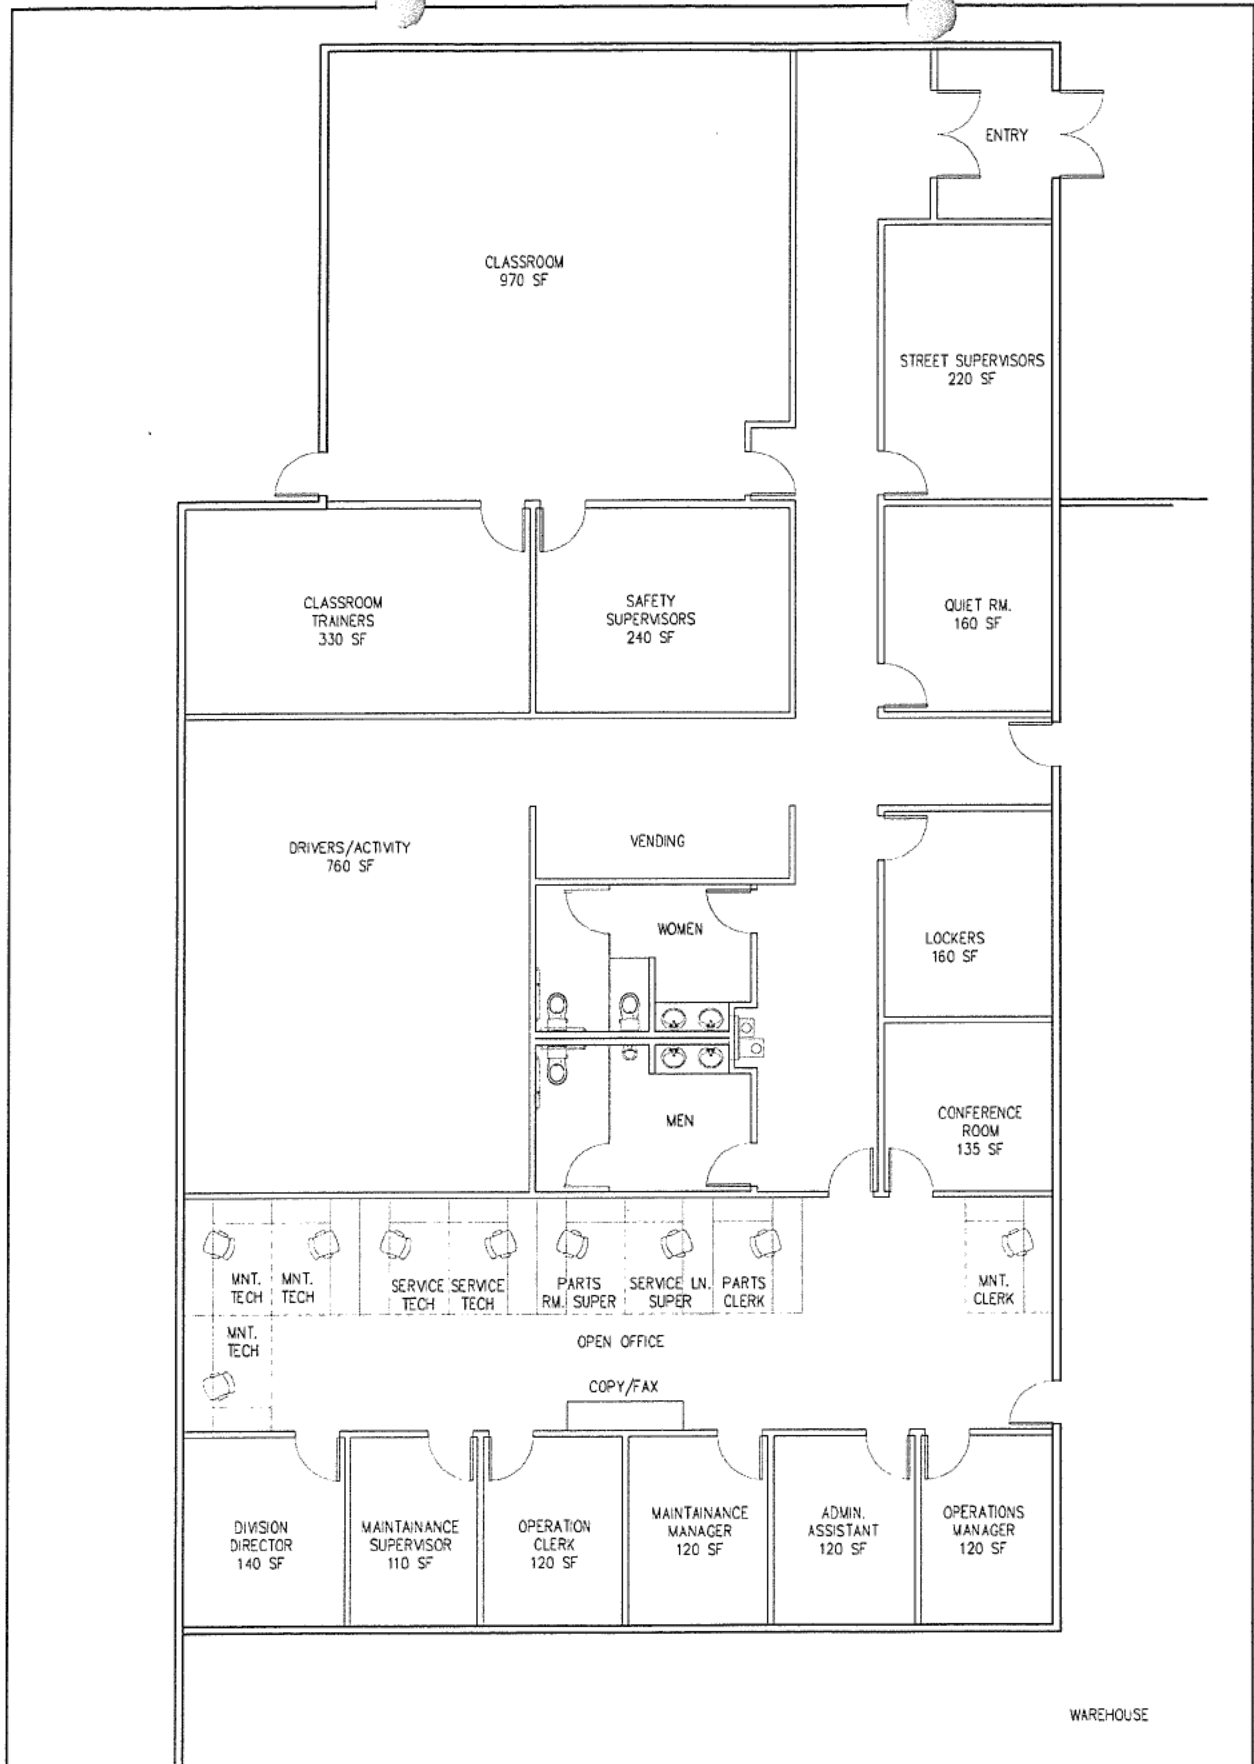 ENTRY
CLASSROOM
970 SF
STREET SUPERVISORS
220 SF
CLASSROOM
TRAINERS
330 SF
SAFETY
SUPERVISORS
240 SF
QUIET RM.
160 SF
DRIVERS/ACTIVITY
760 SF
VENDING
WOMEN
LOCKERS
160 SF
MEN
CONFERENCE
ROOM
135 SF
MNT.
TECH
MNT.
TECH
SERVICE
TECH
SERVICE
TECH
PARTS
RM. SUPER
SERVICE LN.
SUPER
PARTS
CLERK
MNT.
CLERK
MNT.
TECH
OPEN OFFICE
COPY/FAX
DIVISION
DIRECTOR
140 SF
MAINTAINANCE
SUPERVISOR
110 SF
OPERATION
CLERK
120 SF
MAINTAINANCE
MANAGER
120 SF
ADMIN.
ASSISTANT
120 SF
OPERATIONS
MANAGER
120 SF
WAREHOUSE